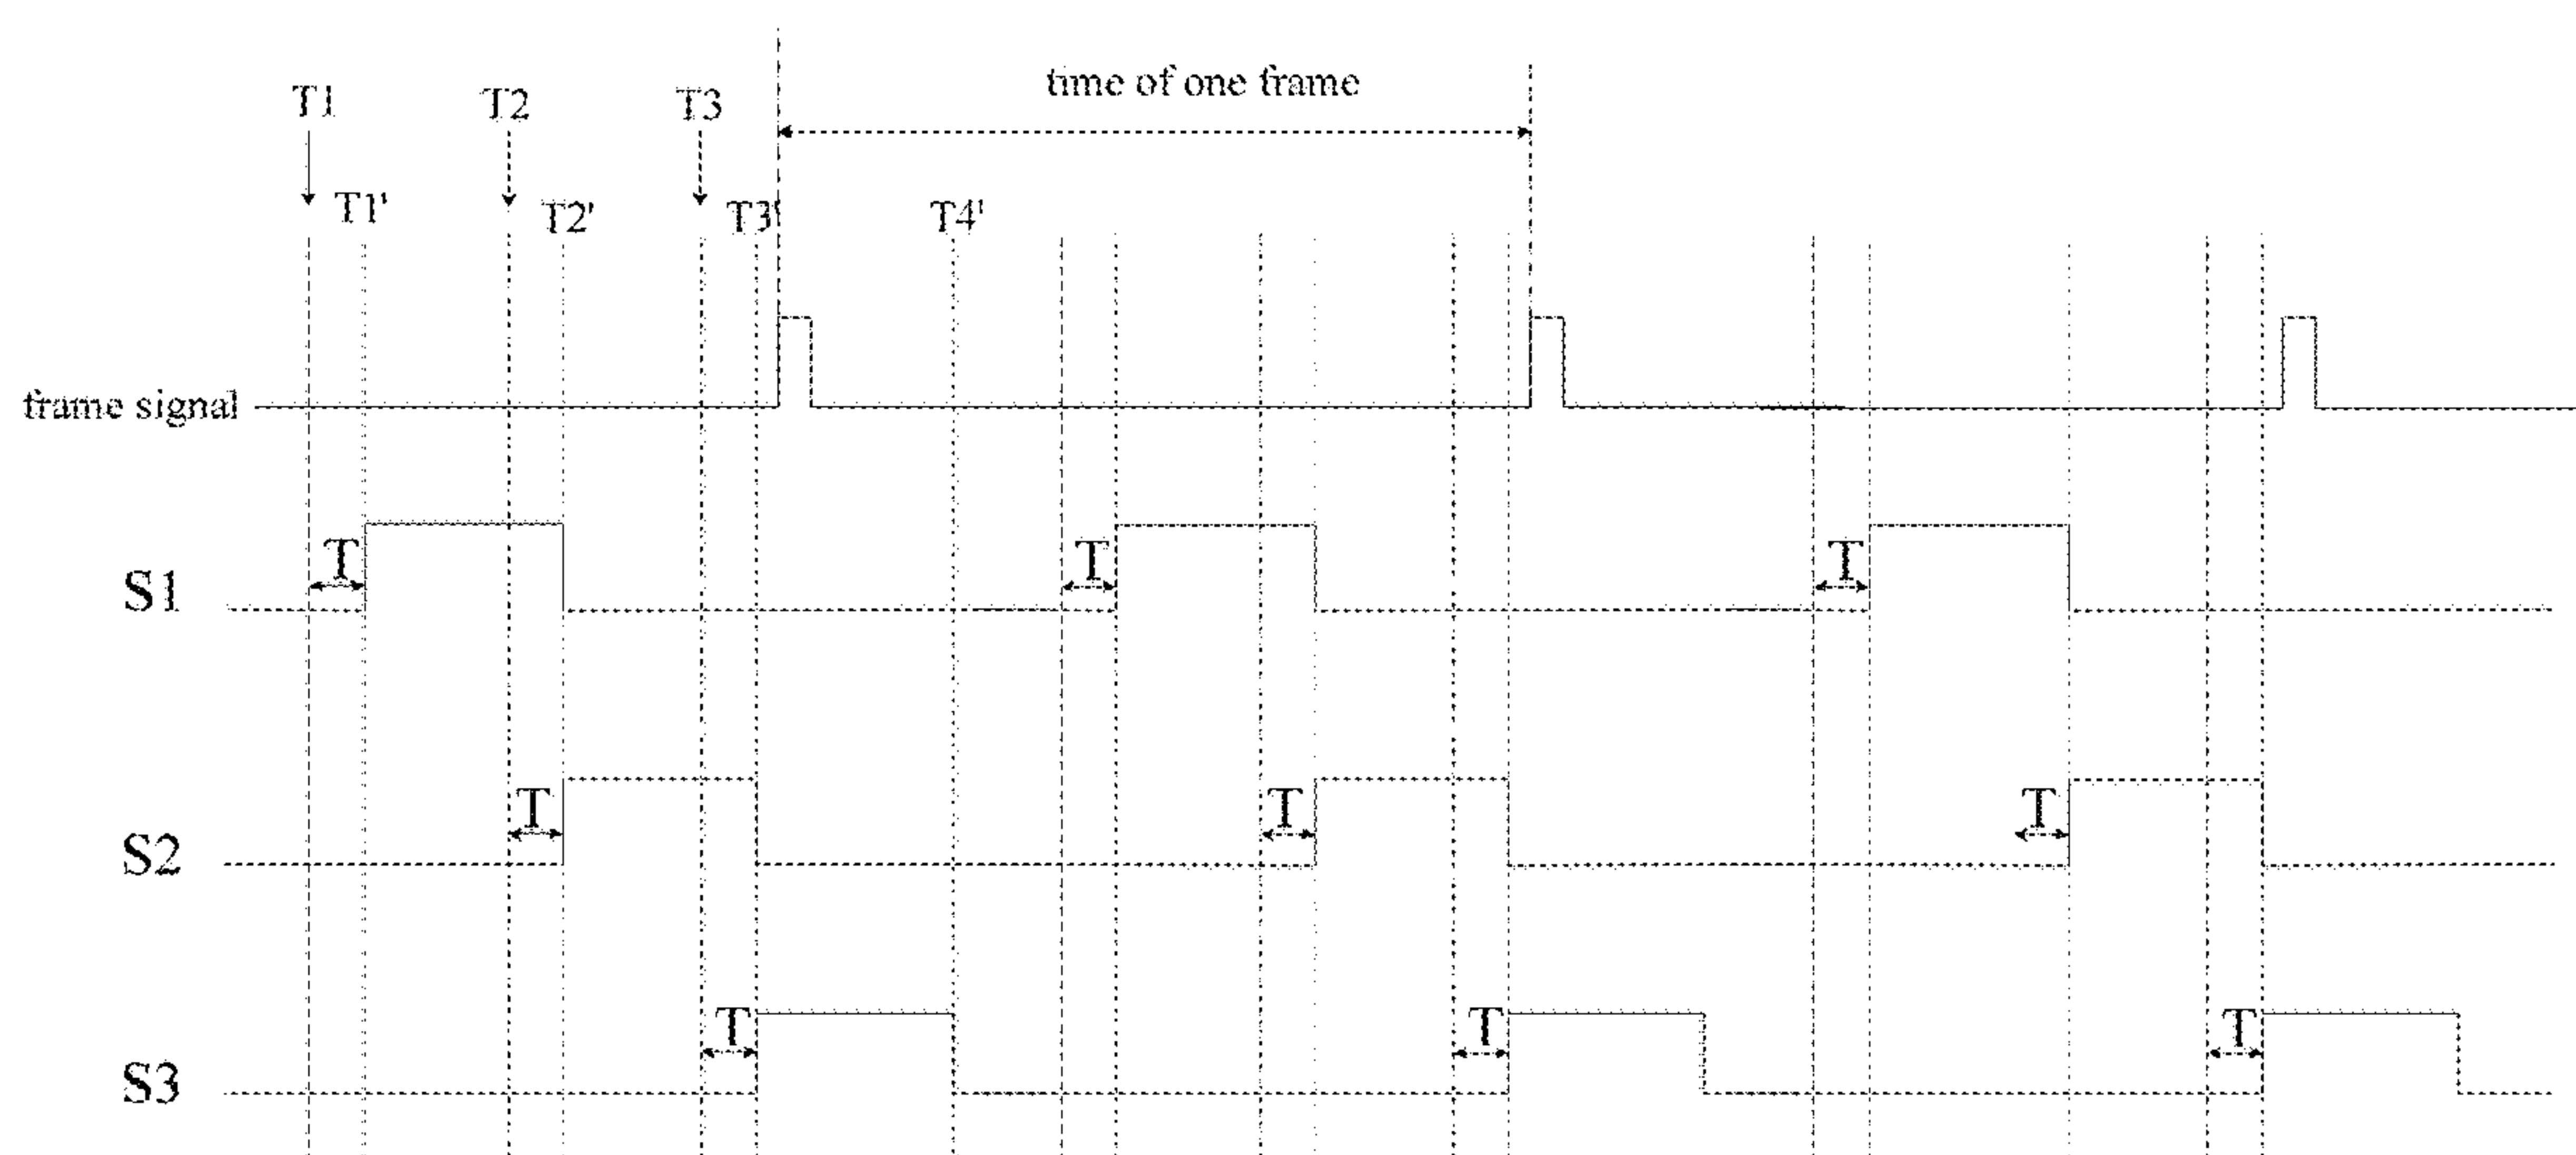 time of one frame
T1 T2 T3
T1' T2' T3' T4'
frame signal
T T T
S1
T T T
S2
T T T
S3